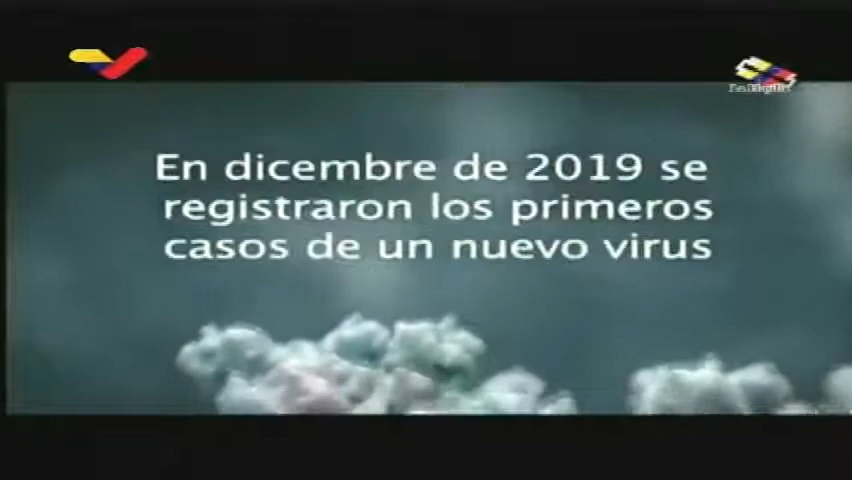 En dicembre de 2019 se
registraron los primeros
casos de un nuevo virus